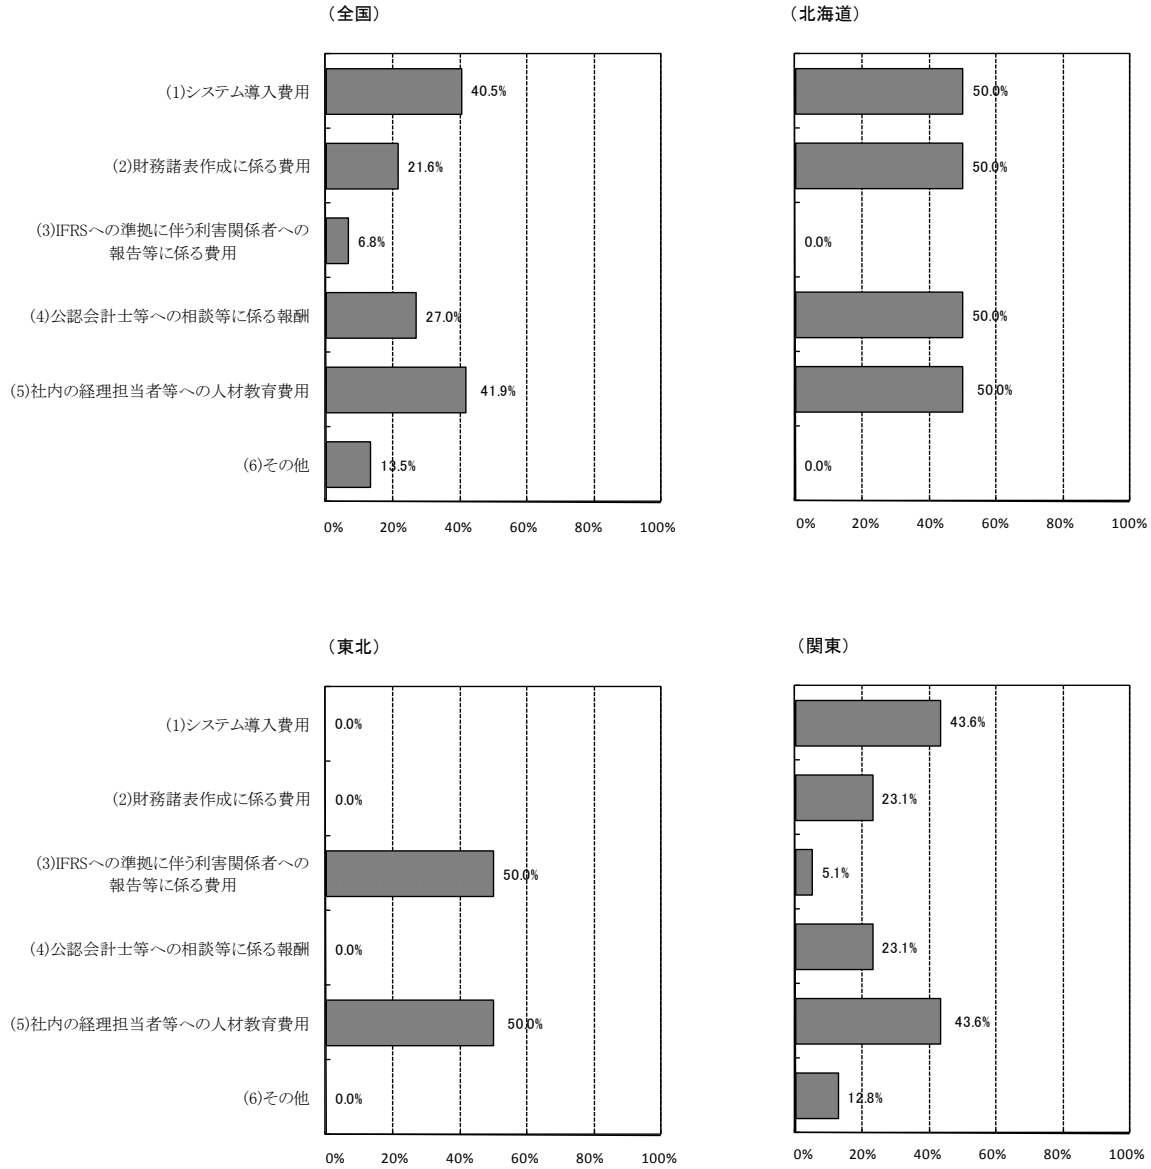 （全国）
(1)システム導入費用
40.5%
(2)財務諸表作成に係る費用
21.6%
(3)IFRSへの準拠に伴う利害関係者への
報告等に係る費用
6.8%
(4)公認会計士等への相談等に係る報酬
27.0%
(5)社内の経理担当者等への人材教育費用
41.9%
(6)その他
13.5%
0% 20% 40% 60% 80% 100%
（北海道）
50.0%
50.0%
0.0%
50.0%
50.0%
0.0%
0% 20% 40% 60% 80% 100%
（東北）
(1)システム導入費用
0.0%
(2)財務諸表作成に係る費用
0.0%
(3)IFRSへの準拠に伴う利害関係者への
報告等に係る費用
50.0%
(4)公認会計士等への相談等に係る報酬
0.0%
(5)社内の経理担当者等への人材教育費用
50.0%
(6)その他
0.0%
0% 20% 40% 60% 80% 100%
（関東）
43.6%
23.1%
5.1%
23.1%
43.6%
12.8%
0% 20% 40% 60% 80% 100%